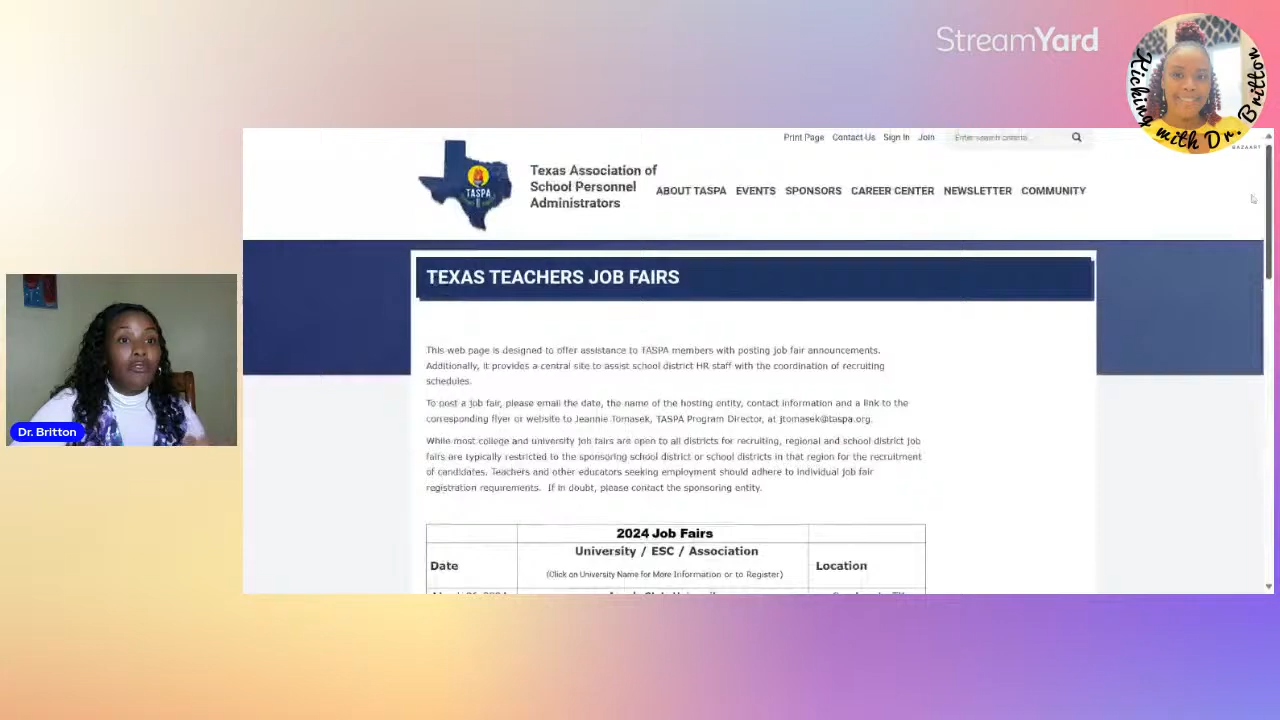 StreamYard
Kicking with Dr. Britton
BAZAART
Print Page Contact Us Sign In Join Enter search criteria...
TASPA
Texas Association of
School Personnel
Administrators
ABOUT TASPA EVENTS SPONSORS CAREER CENTER NEWSLETTER COMMUNITY
TEXAS TEACHERS JOB FAIRS
This web page is designed to offer assistance to TASPA members with posting job fair announcements.
Additionally, it provides a central site to assist school district HR staff with the coordination of recruiting
schedules.
To post a job fair, please email the date, the name of the hosting entity, contact information and a link to the
corresponding flyer or website to Jeannie Tomasek, TASPA Program Director, at jtomasek@taspa.org.
While most college and university job fairs are open to all districts for recruiting, regional and school district job
fairs are typically restricted to the sponsoring school district or school districts in that region for the recruitment
of candidates. Teachers and other educators seeking employment should adhere to individual job fair
registration requirements. If in doubt, please contact the sponsoring entity.
2024 Job Fairs
Date
University / ESC / Association
(Click on University Name for More Information or to Register)
Location
Dr. Britton